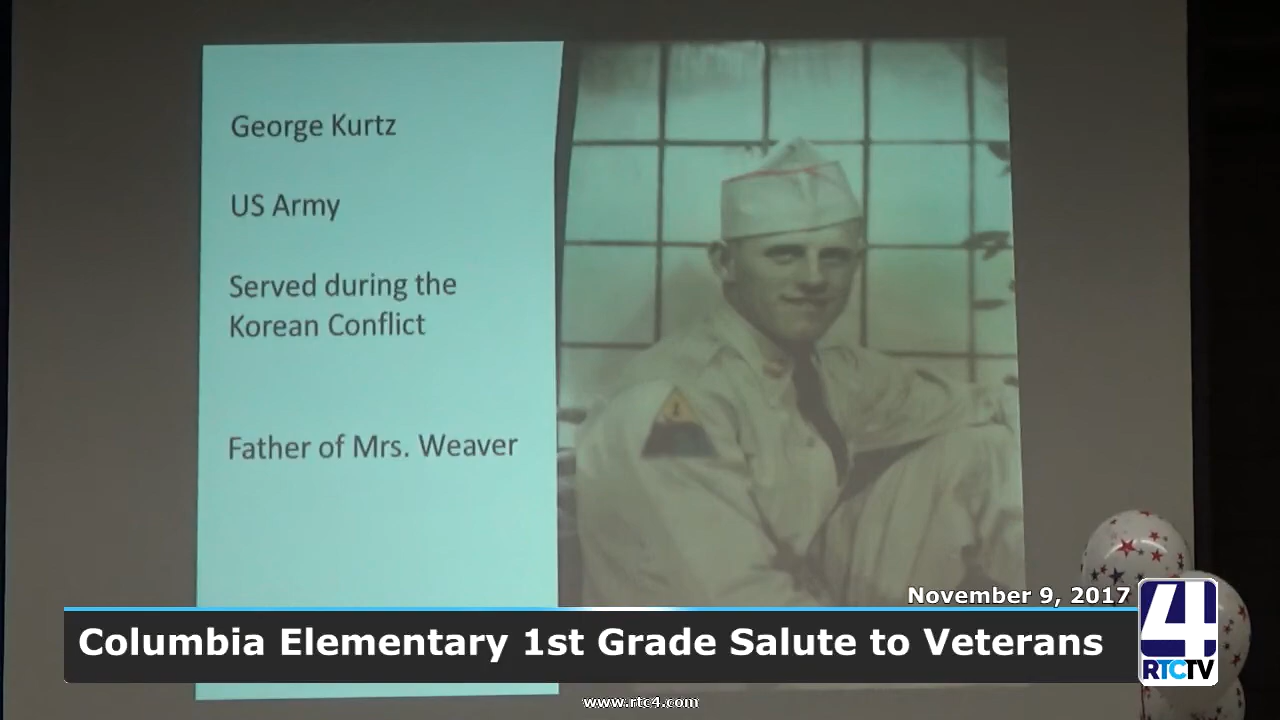 George Kurtz
US Army
Served during the
Korean Conflict
Father of Mrs. Weaver
1
November 9, 2017
Columbia Elementary 1st Grade Salute to Veterans
4
RTCTV
www.rtc4.com